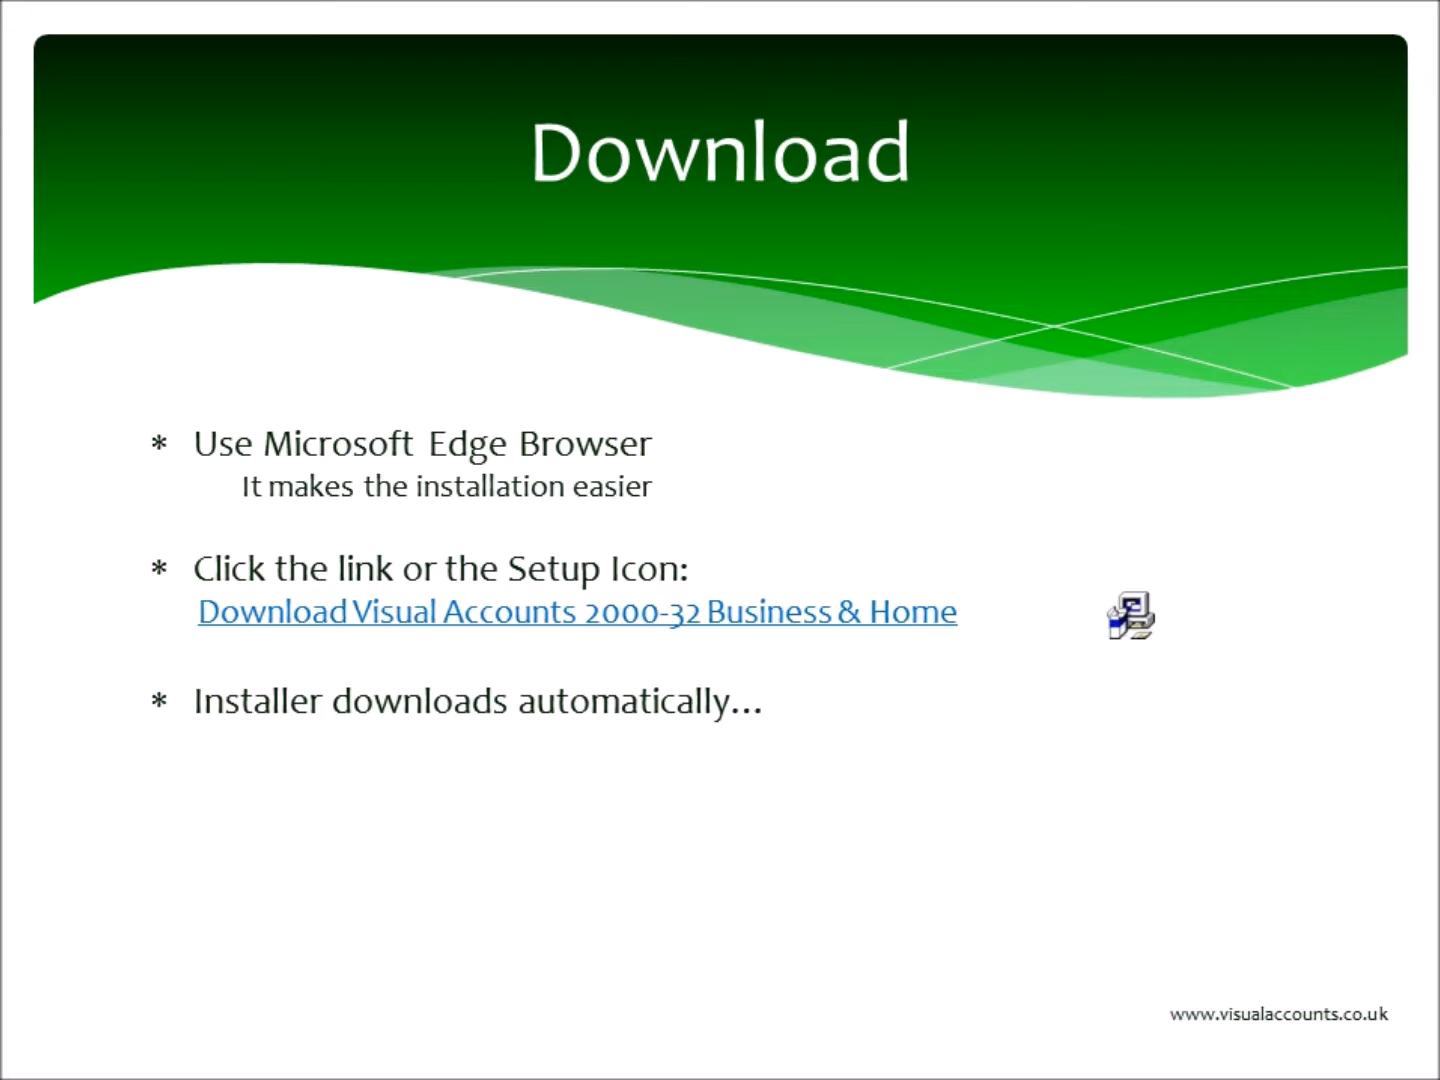 Download
* Use Microsoft Edge Browser
It makes the installation easier
* Click the link or the Setup Icon:
Download Visual Accounts 2000-32 Business & Home
* Installer downloads automatically...
www.visualaccounts.co.uk